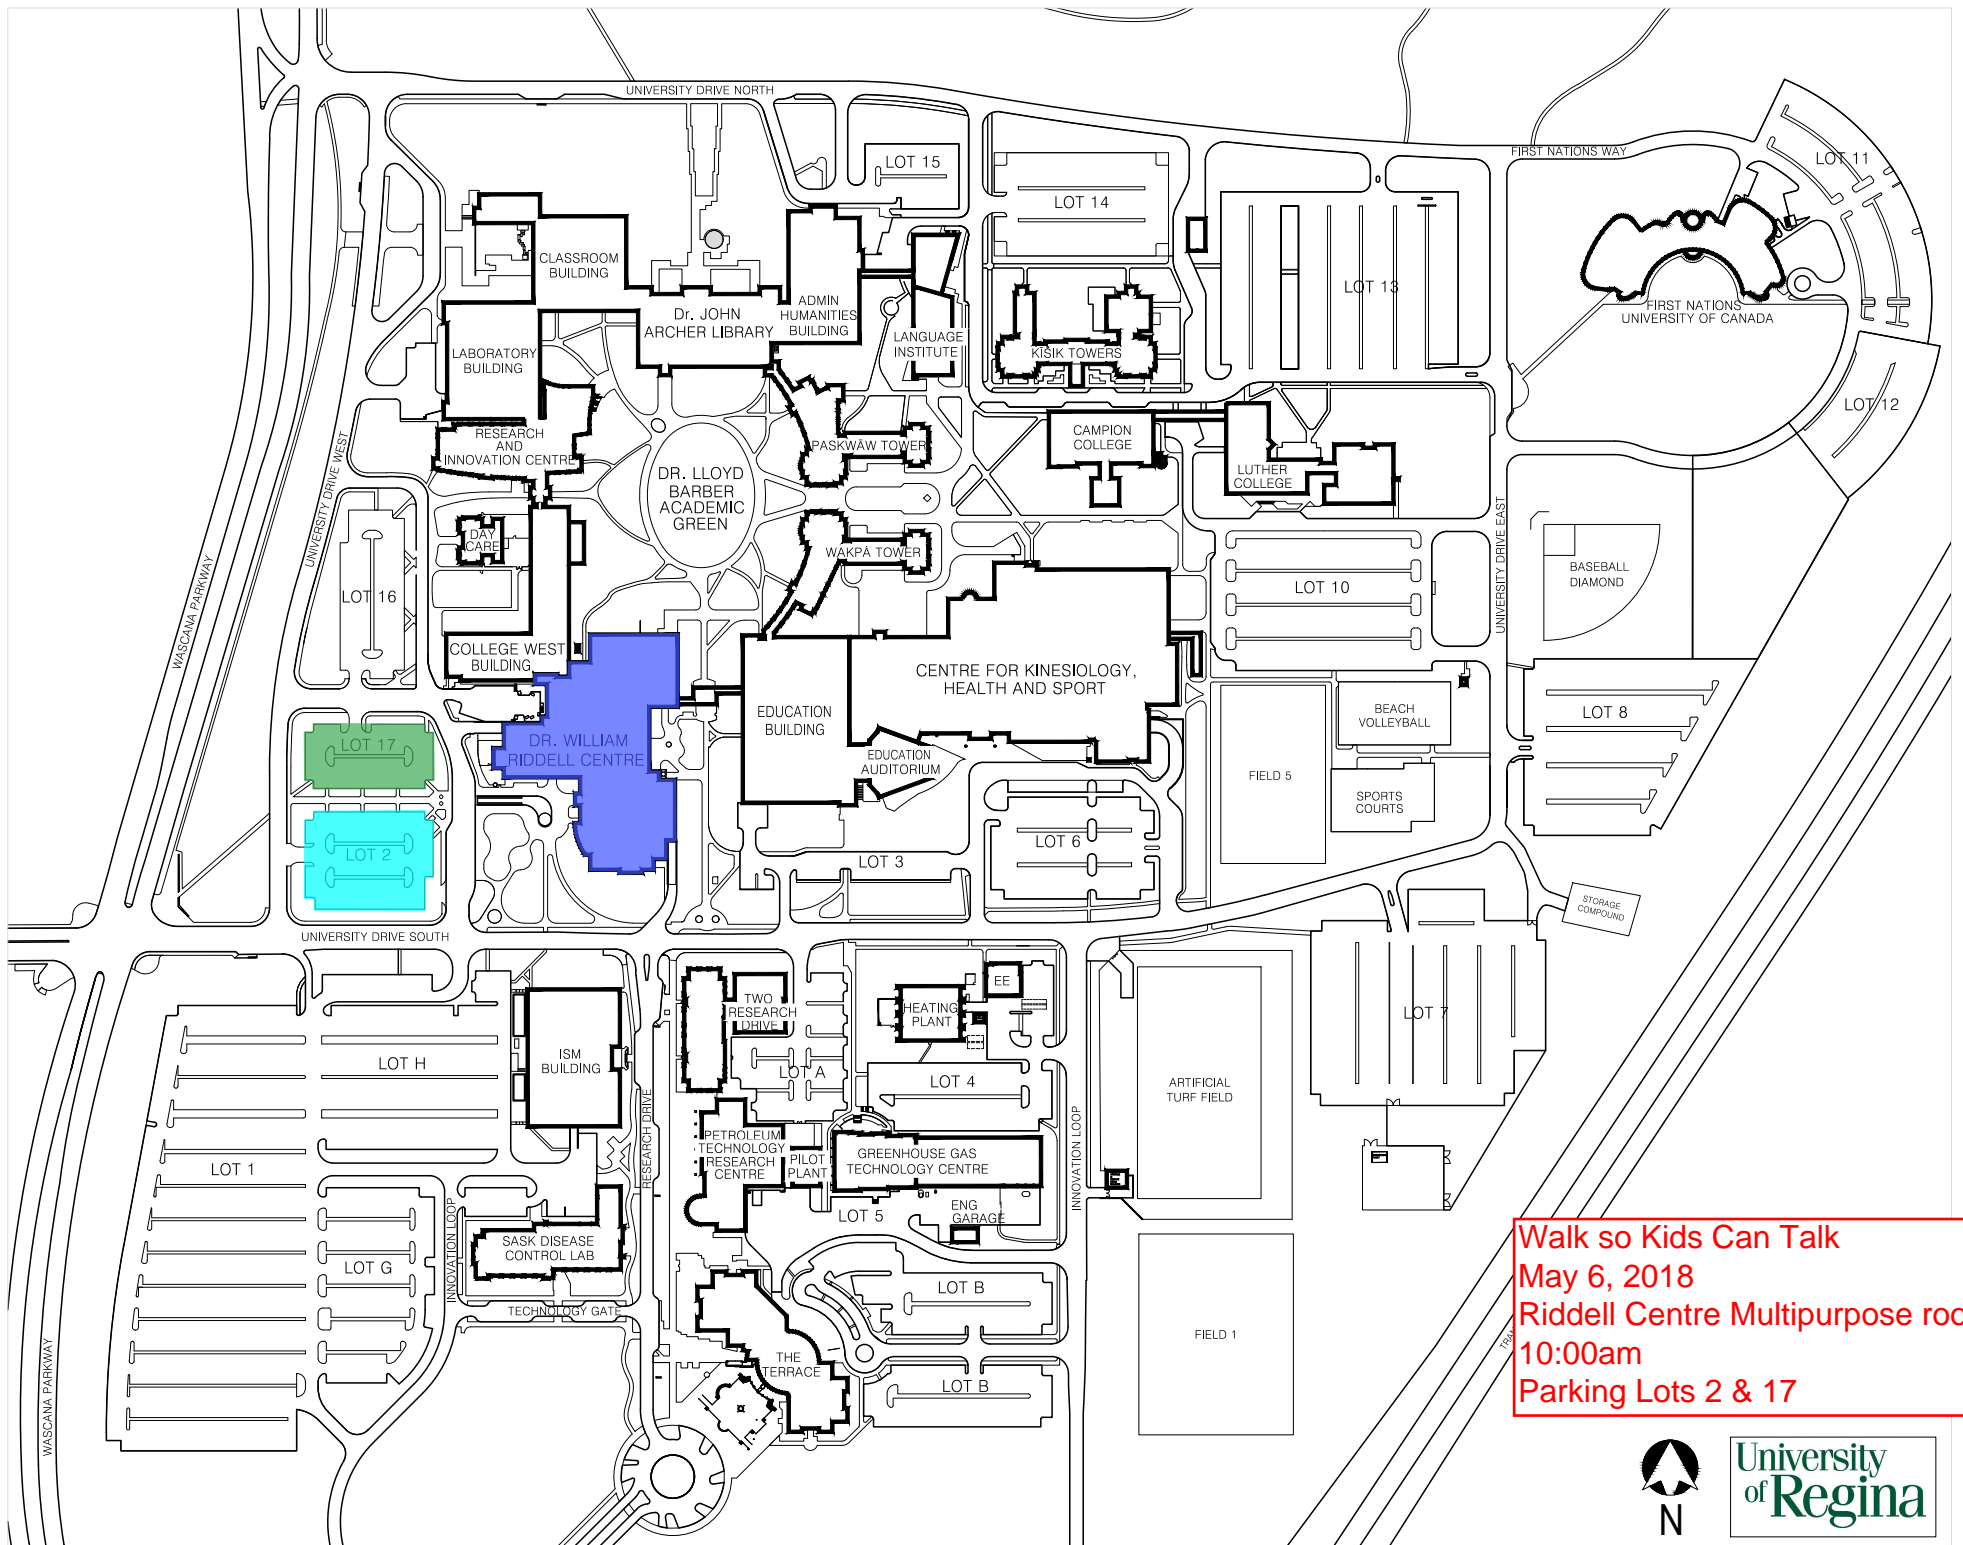 UNIVERSITY DRIVE NORTH
FIRST NATIONS WAY
LOT 15
LOT 11
LOT 14
CLASSROOM
BUILDING
LOT 13
ADMIN
HUMANITIES
BUILDING
Dr. JOHN
ARCHER LIBRARY
FIRST NATIONS
UNIVERSITY OF CANADA
LANGUAGE
INSTITUTE
KĪSIK TOWERS
LABORATORY
BUILDING
LOT 12
RESEARCH
AND
INNOVATION CENTRE
PASKWĀW TOWER
CAMPION
COLLEGE
LUTHER
COLLEGE
DR. LLOYD
BARBER
ACADEMIC
GREEN
UNIVERSITY DRIVE WEST
UNIVERSITY DRIVE EAST
DAY
CARE
WAKPÁ TOWER
BASEBALL
DIAMOND
LOT 16
LOT 10
WASCANA PARKWAY
COLLEGE WEST
BUILDING
CENTRE FOR KINESIOLOGY,
HEALTH AND SPORT
EDUCATION
BUILDING
BEACH
VOLLEYBALL
LOT 8
LOT 17
DR. WILLIAM
RIDDELL CENTRE
EDUCATION
AUDITORIUM
FIELD 5
SPORTS
COURTS
LOT 2
LOT 3
LOT 6
STORAGE
COMPOUND
UNIVERSITY DRIVE SOUTH
TWO
RESEARCH
DRIVE
EE
HEATING
PLANT
LOT 7
ISM
BUILDING
LOT H
LOT A
LOT 4
ARTIFICIAL
TURF FIELD
RESEARCH DRIVE
INNOVATION LOOP
PETROLEUM
TECHNOLOGY
RESEARCH
CENTRE
PILOT
PLANT
GREENHOUSE GAS
TECHNOLOGY CENTRE
LOT 1
LOT 5
ENG
GARAGE
INNOVATION LOOP
SASK DISEASE
CONTROL LAB
LOT G
LOT B
TECHNOLOGY GATE
FIELD 1
THE
TERRACE
LOT B
WASCANA PARKWAY
Walk so Kids Can Talk
May 6, 2018
Riddell Centre Multipurpose roo
10:00am
Parking Lots 2 & 17
N
University
of Regina